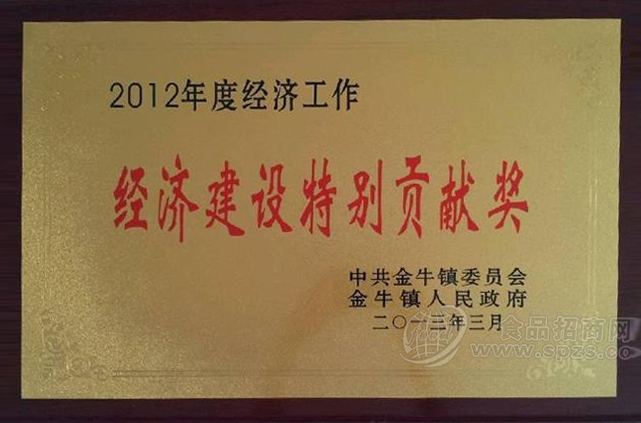 2012年度经济工作
经济建设特别贡献奖
中共金牛镇委员会
金牛镇人民政府
二〇一三年三月
食品招商网
www.spzs.com